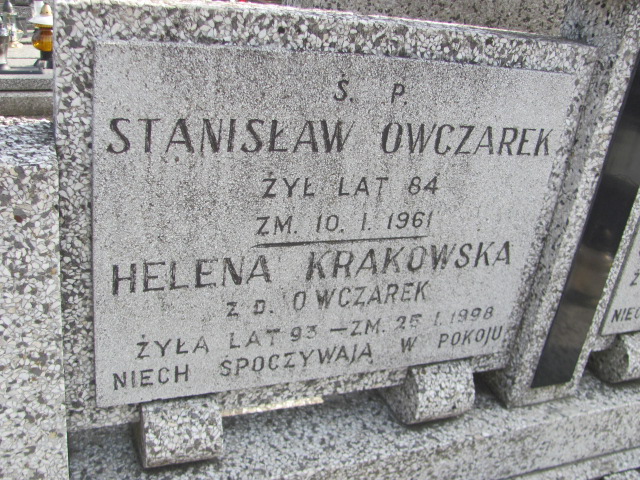 Ś. P.
STANISŁAW OWCZAREK
ŻYŁ LAT 84
ZM. 10. I. 1961
HELENA KRAKOWSKA
Z D. OWCZAREK
ŻYŁA LAT 93 – ZM. 25 I. 1998
NIECH SPOCZYWAJĄ W POKOJU
NIEC